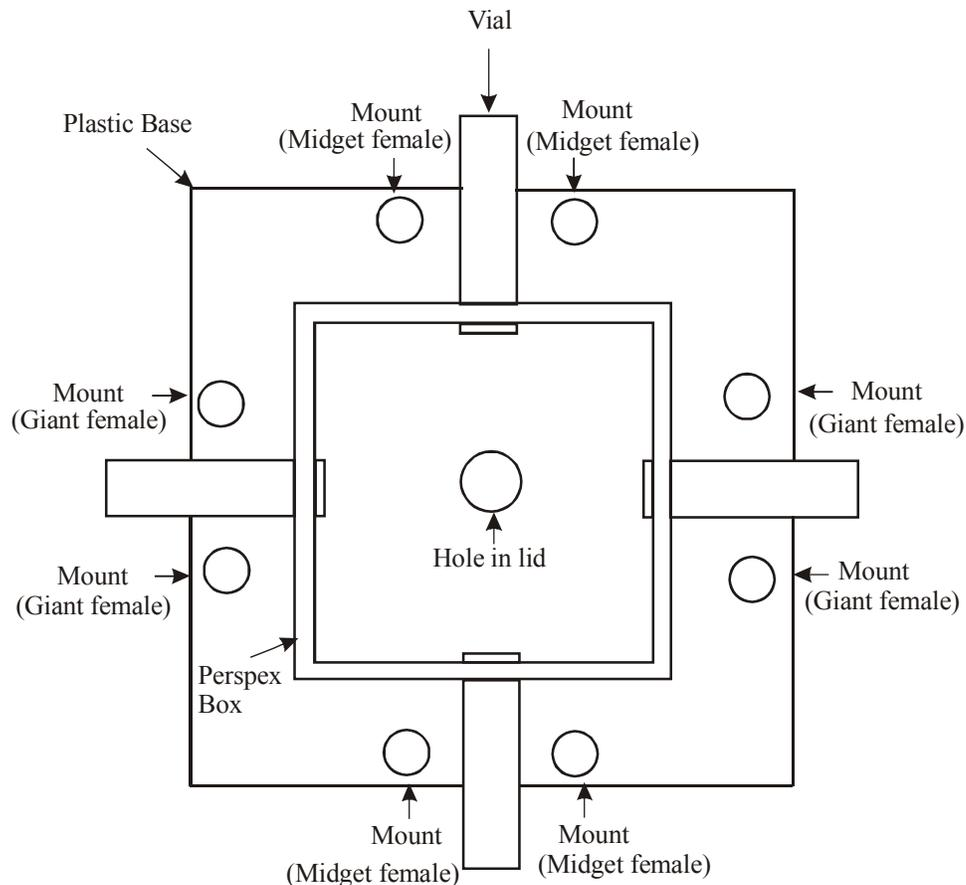 Vial
Mount
(Midget female)
Mount
(Midget female)
Plastic Base
Mount
(Giant female)
Mount
(Giant female)
Hole in lid
Mount
(Giant female)
Mount
(Giant female)
Perspex
Box
Mount
(Midget female)
Mount
(Midget female)